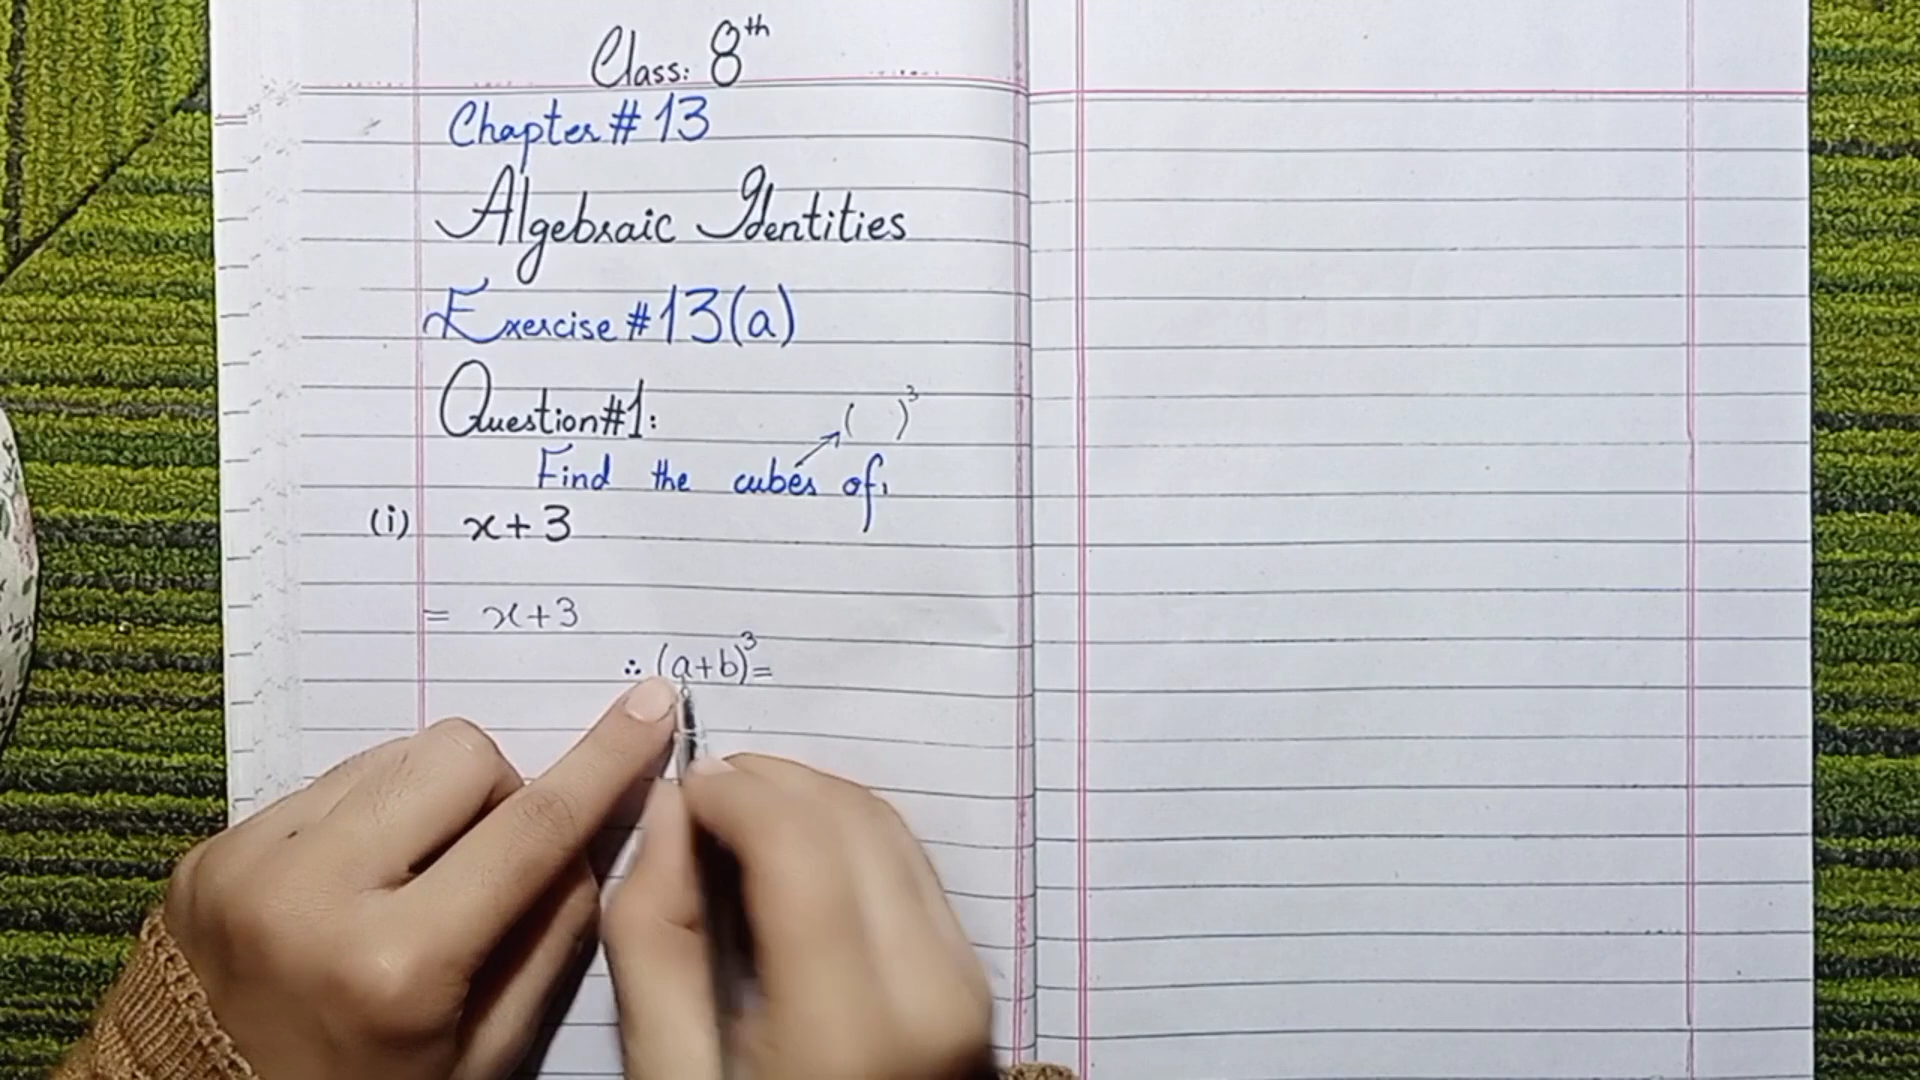 Class: 8th
Chapter # 13
Algebraic Identities
Exercise # 13(a)
Question#1:
( )³
Find the cubes of,
(i) x+3
= x+3
∴ (a+b)³=